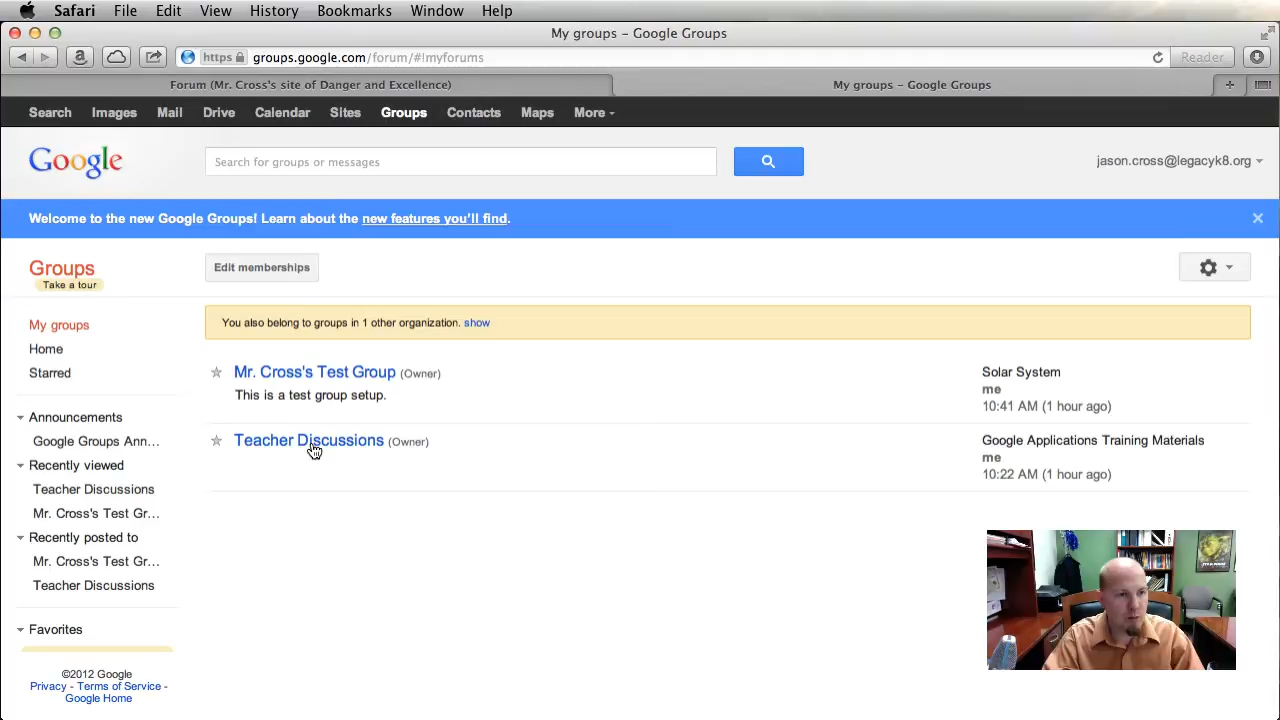 Safari File Edit View History Bookmarks Window Help
My groups – Google Groups
https groups.google.com/forum/#!myforums Reader
Forum (Mr. Cross's site of Danger and Excellence) My groups – Google Groups
Search Images Mail Drive Calendar Sites Groups Contacts Maps More
Google Search for groups or messages jason.cross@legacyk8.org
Welcome to the new Google Groups! Learn about the new features you'll find.
Groups Edit memberships
Take a tour
You also belong to groups in 1 other organization. show
My groups
Home
Starred
Announcements
Google Groups Ann...
Recently viewed
Teacher Discussions
Mr. Cross's Test Gr...
Recently posted to
Mr. Cross's Test Gr...
Teacher Discussions
Favorites
©2012 Google
Privacy - Terms of Service -
Google Home
Mr. Cross's Test Group (Owner)
This is a test group setup.
Solar System
me
10:41 AM (1 hour ago)
Teacher Discussions (Owner)
Google Applications Training Materials
me
10:22 AM (1 hour ago)